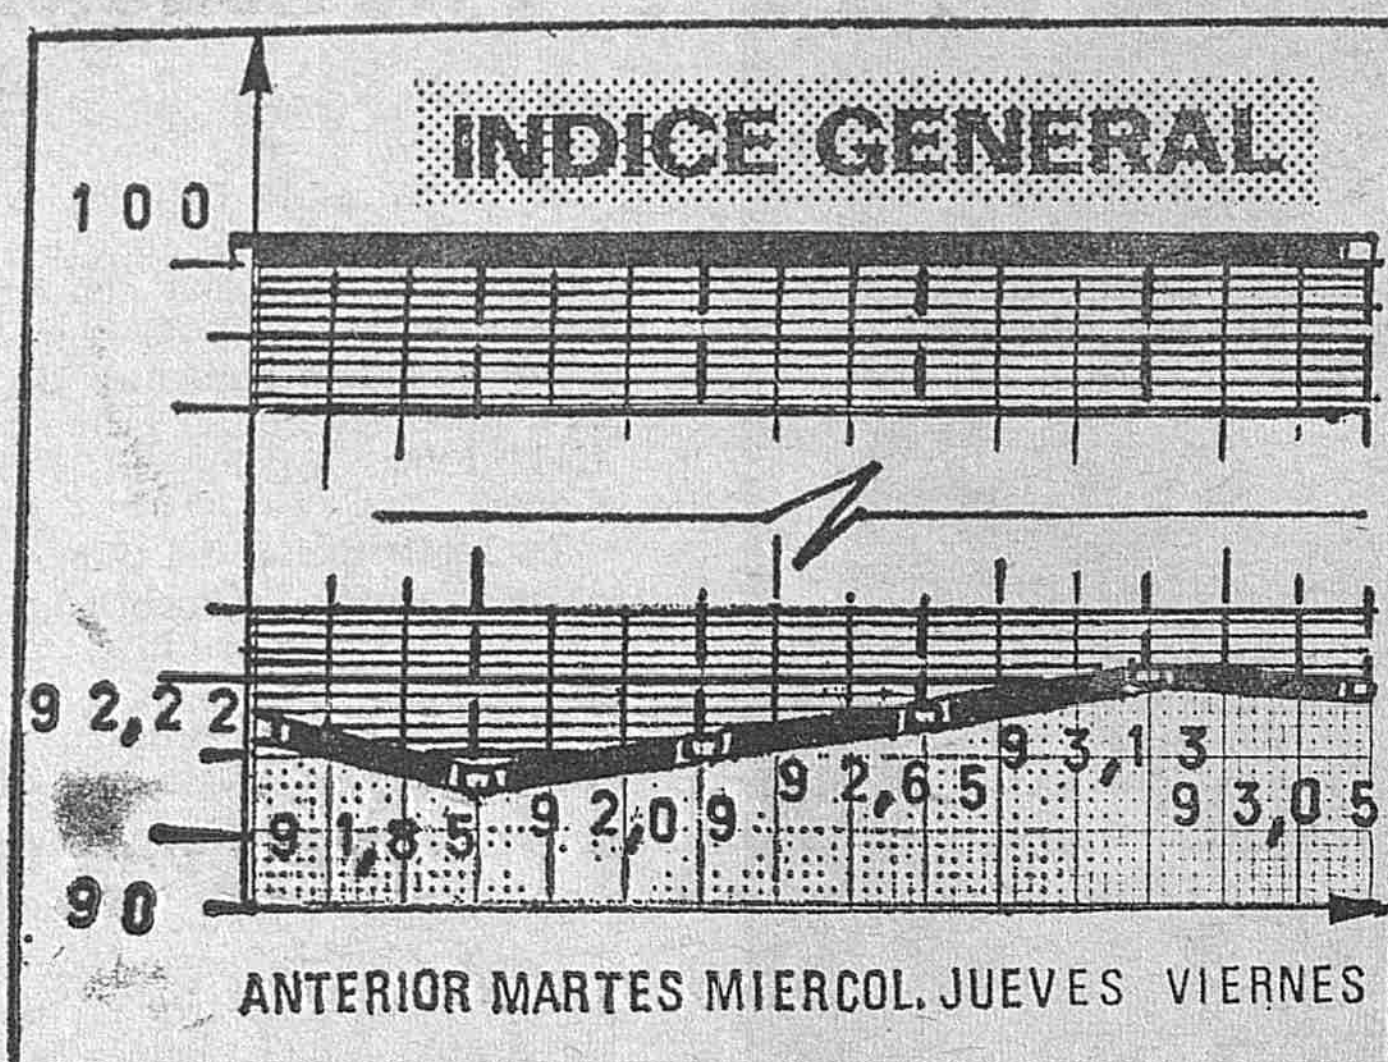 INDICE GENERAL
100
92,22
91,85 92,09 92,65 93,13 93,05
90
ANTERIOR MARTES MIERCOL. JUEVES VIERNES